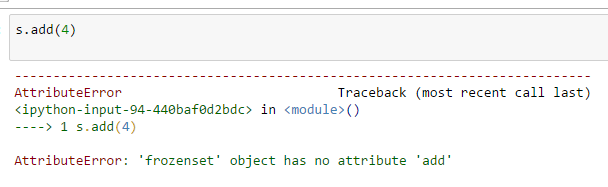 s.add(4)
---------------------------------------------------------------------------
AttributeError                            Traceback (most recent call last)
<ipython-input-94-440baf0d2bdc> in <module>()
----> 1 s.add(4)
AttributeError: 'frozenset' object has no attribute 'add'